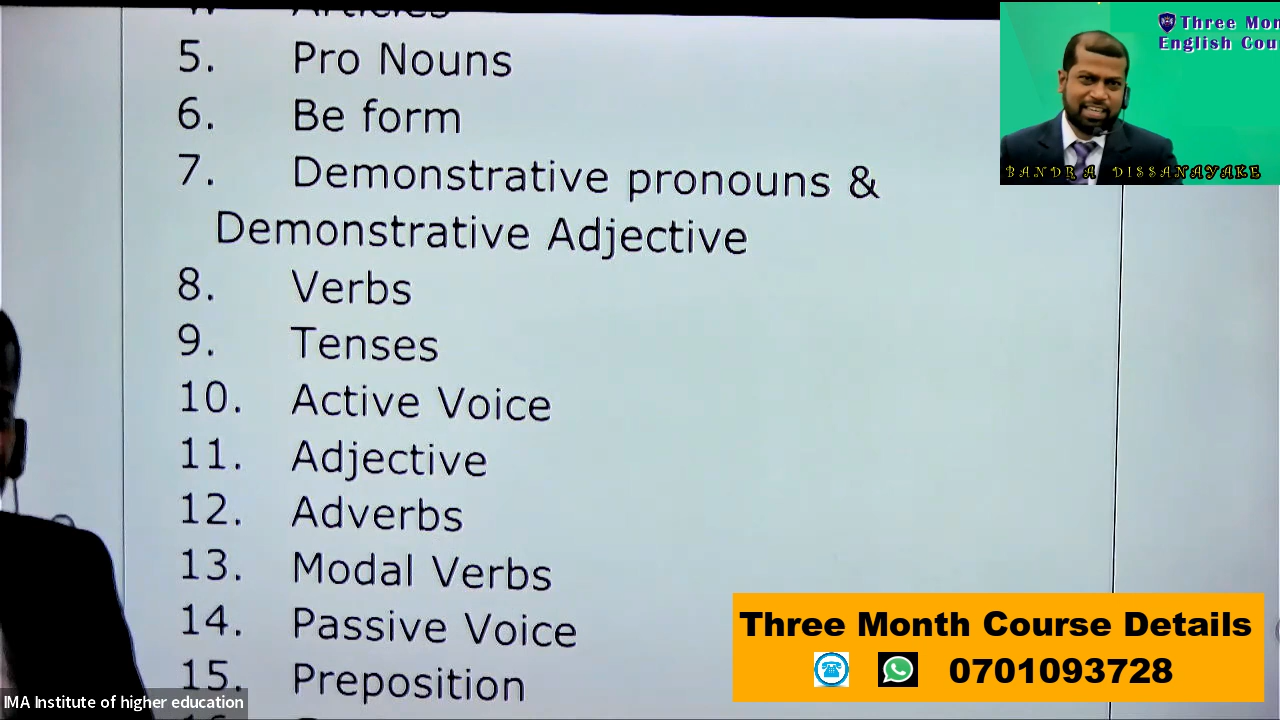 4. Articles
5. Pro Nouns
6. Be form
7. Demonstrative pronouns &
Demonstrative Adjective
8. Verbs
9. Tenses
10. Active Voice
11. Adjective
12. Adverbs
13. Modal Verbs
14. Passive Voice
15. Preposition
Three Mon
English Cou
BANDRA DISSANAYAKE
Three Month Course Details
0701093728
IMA Institute of higher education